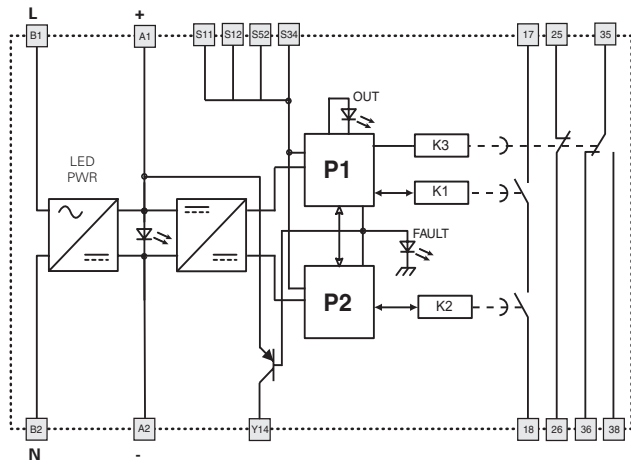 L +
B1 A1 S11 S12 S52 S34 17 25 35
OUT
LED
PWR
P1
K3
K1
FAULT
P2
K2
B2 A2 Y14 18 26 36 38
N -